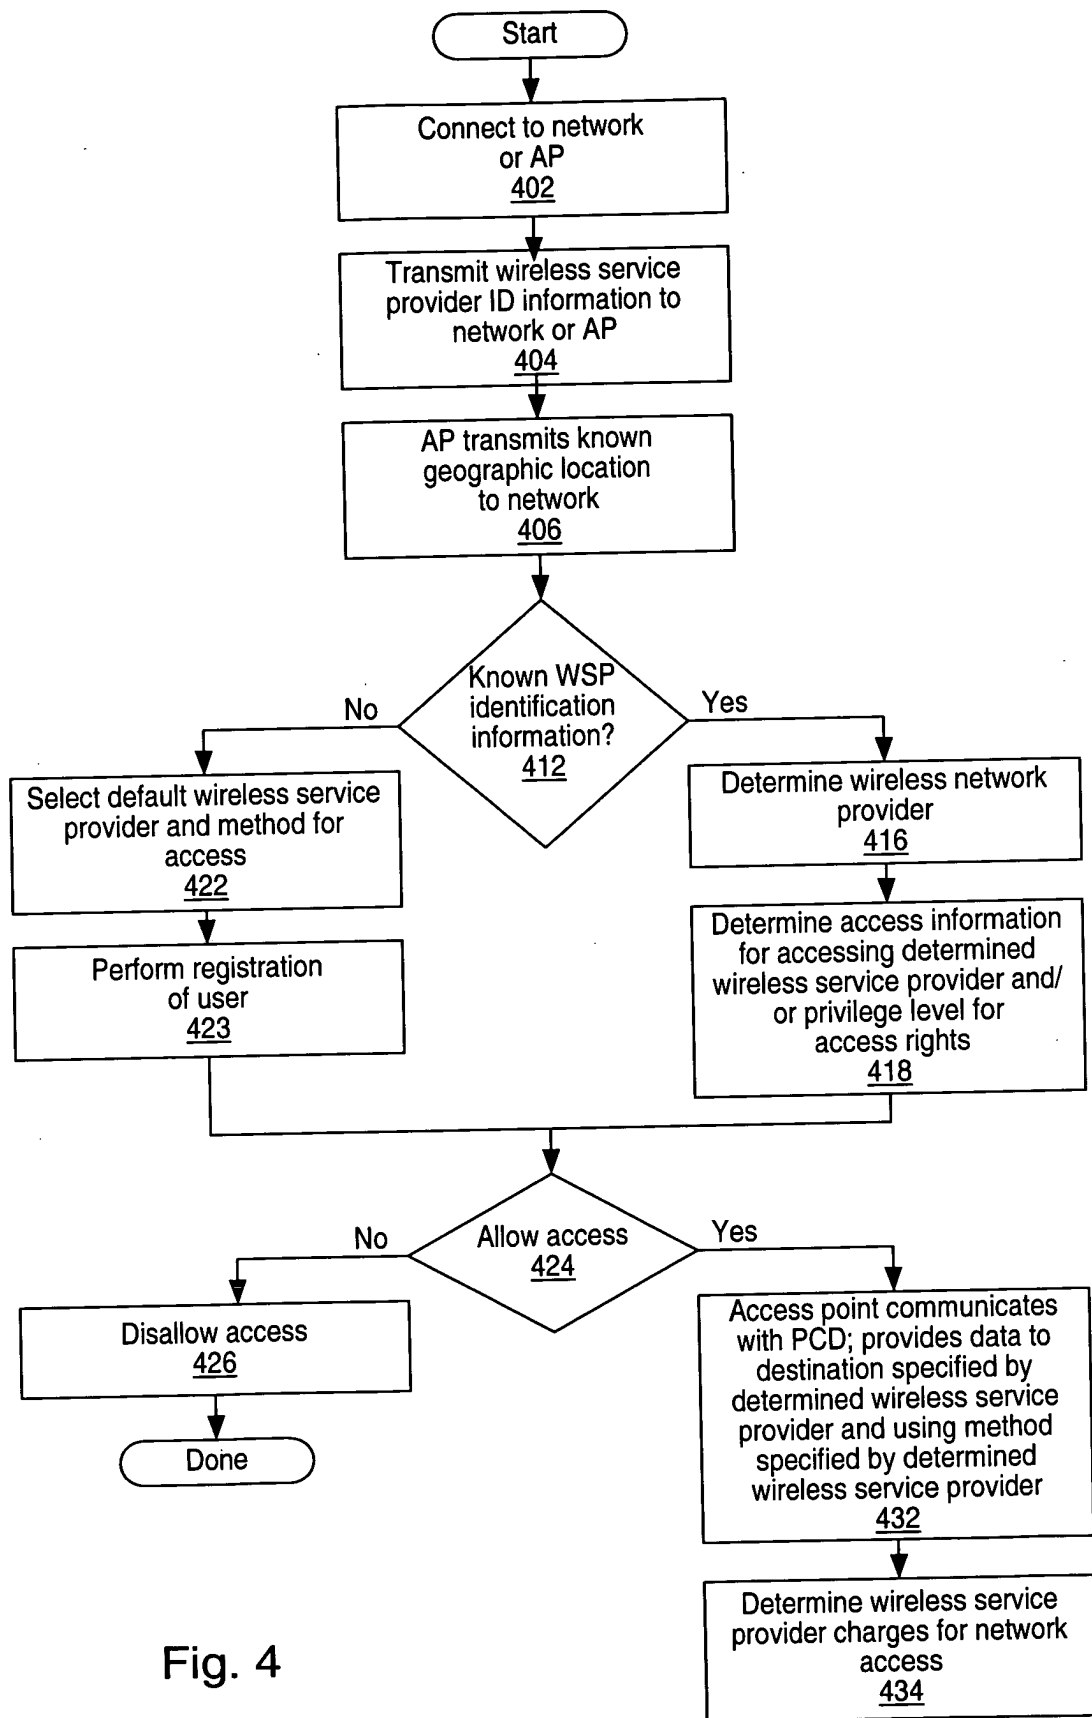 Start
Connect to network
or AP
402
Transmit wireless service
provider ID information to
network or AP
404
AP transmits known
geographic location
to network
406
Known WSP
identification
information?
412
No
Yes
Select default wireless service
provider and method for
access
422
Perform registration
of user
423
Determine wireless network
provider
416
Determine access information
for accessing determined
wireless service provider and/
or privilege level for
access rights
418
Allow access
424
No
Yes
Disallow access
426
Done
Access point communicates
with PCD; provides data to
destination specified by
determined wireless service
provider and using method
specified by determined
wireless service provider
432
Determine wireless service
provider charges for network
access
434
Fig. 4